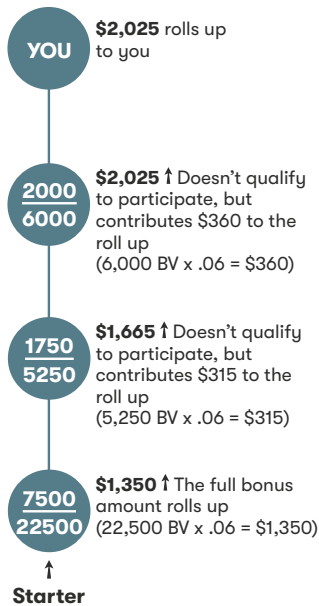 YOU
$2,025 rolls up
to you
2000
6000
$2,025 ↑ Doesn’t qualify
to participate, but
contributes $360 to the
roll up
(6,000 BV x .06 = $360)
1750
5250
$1,665 ↑ Doesn’t qualify
to participate, but
contributes $315 to the
roll up
(5,250 BV x .06 = $315)
7500
22500
$1,350 ↑ The full bonus
amount rolls up
(22,500 BV x .06 = $1,350)
↑
Starter